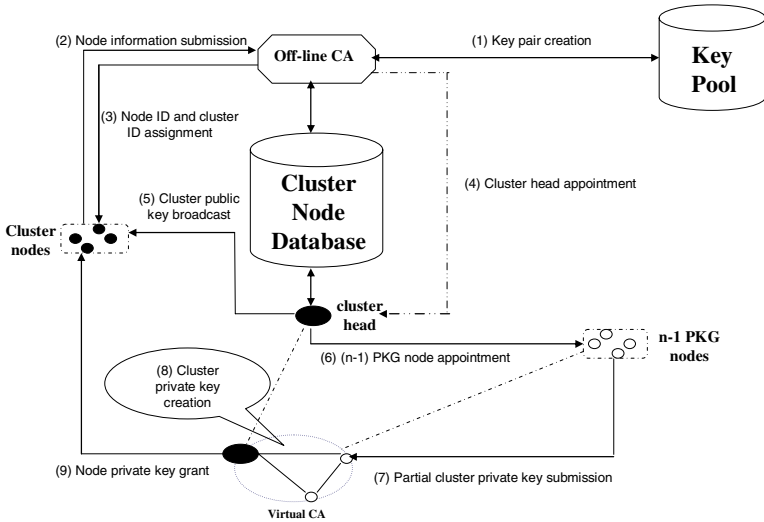 (2) Node information submission
Off-line CA
(1) Key pair creation
Key
Pool
(3) Node ID and cluster
ID assignment
(4) Cluster head appointment
(5) Cluster public
key broadcast
Cluster
Node
Database
Cluster
nodes
cluster
head
(6) (n-1) PKG node appointment
n-1 PKG
nodes
(8) Cluster
private key
creation
(9) Node private key grant
(7) Partial cluster private key submission
Virtual CA